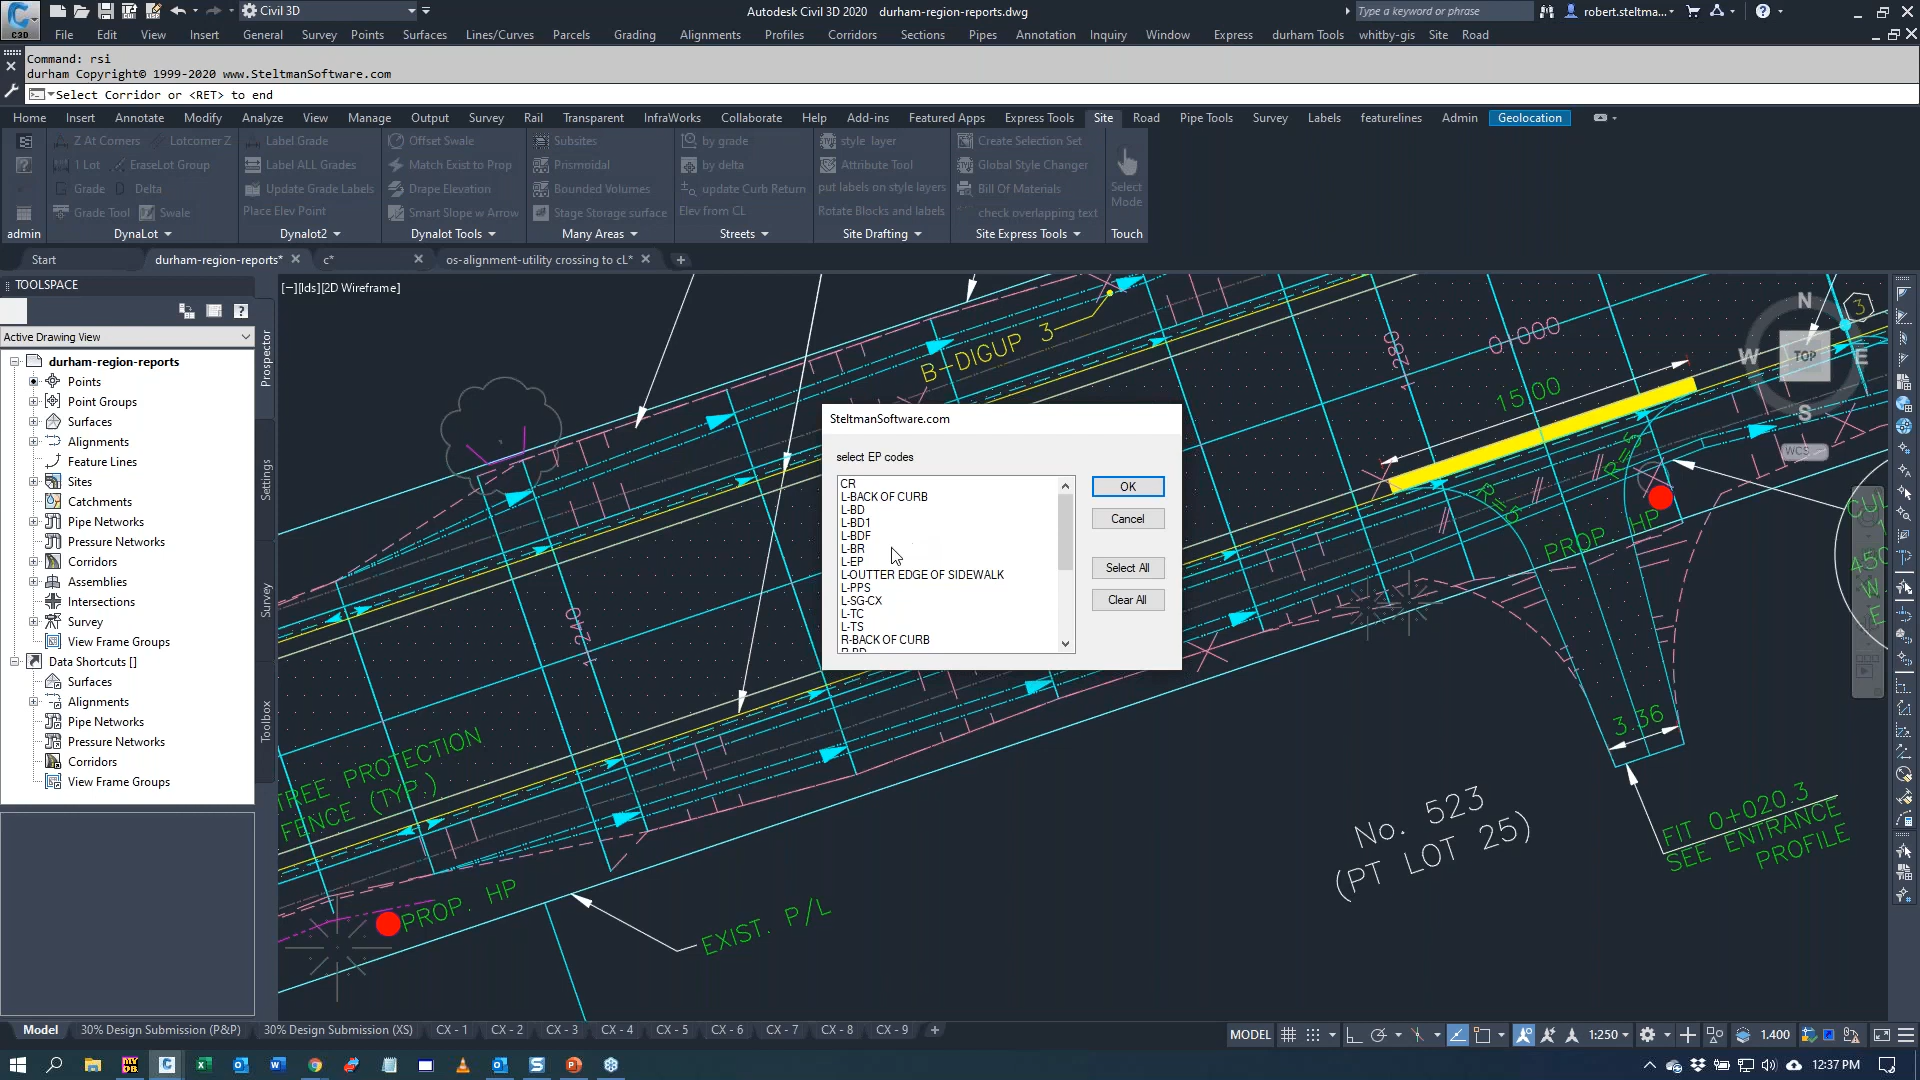 C3D
Civil 3D
Autodesk Civil 3D 2020 durham-region-reports.dwg
Type a keyword or phrase
robert.steltma...
File Edit View Insert General Survey Points Surfaces Lines/Curves Parcels Grading Alignments Profiles Corridors Sections Pipes Annotation Inquiry Window Express durham Tools whitby-gis Site Road
Command: rsi
durham Copyright© 1999-2020 www.SteltmanSoftware.com
Select Corridor or <RET> to end
Home Insert Annotate Modify Analyze View Manage Output Survey Rail Transparent InfraWorks Collaborate Help Add-ins Featured Apps Express Tools Site Road Pipe Tools Survey Labels featurelines Admin Geolocation
Z At Corners Lotcorner Z Label Grade Offset Swale Subsites by grade style layer Create Selection Set
1 Lot EraseLot Group Label ALL Grades Match Exist to Prop Prismoidal by delta Attribute Tool Global Style Changer
Grade Delta Update Grade Labels Drape Elevation Bounded Volumes update Curb Return put labels on style layers Bill Of Materials Select
Mode
Grade Tool Swale Place Elev Point Smart Slope w Arrow Stage Storage surface Elev from CL Rotate Blocks and labels check overlapping text
admin DynaLot Dynalot2 Dynalot Tools Many Areas Streets Site Drafting Site Express Tools Touch
Start durham-region-reports* c* os-alignment-utility crossing to cL*
TOOLSPACE
Active Drawing View
durham-region-reports
Points
Point Groups
Surfaces
Alignments
Feature Lines
Sites
Catchments
Pipe Networks
Pressure Networks
Corridors
Assemblies
Intersections
Survey
View Frame Groups
Data Shortcuts []
Surfaces
Alignments
Pipe Networks
Pressure Networks
Corridors
View Frame Groups
Prospector
Settings
Survey
Toolbox
[−][lds][2D Wireframe]
B-DIGUP 3
1.280
0.000
15.00
R=5
R=5
N
W
TOP
E
S
WCS
3
CUL
450
W.
E
1.240
PROP. HP
3.36
TREE PROTECTION
FENCE (TYP.)
PROP. HP
EXIST. P/L
No. 523
(PT LOT 25)
FIT 0+020.3
SEE ENTRANCE
PROFILE
SteltmanSoftware.com
select EP codes
CR
L-BACK OF CURB
L-BD
L-BD1
L-BDF
L-BR
L-EP
L-OUTTER EDGE OF SIDEWALK
L-PPS
L-SG-CX
L-TC
L-TS
R-BACK OF CURB
R-BD
OK
Cancel
Select All
Clear All
Model 30% Design Submission (P&P) 30% Design Submission (XS) CX - 1 CX - 2 CX - 3 CX - 4 CX - 5 CX - 6 CX - 7 CX - 8 CX - 9
MODEL 1:250 1.400
12:37 PM